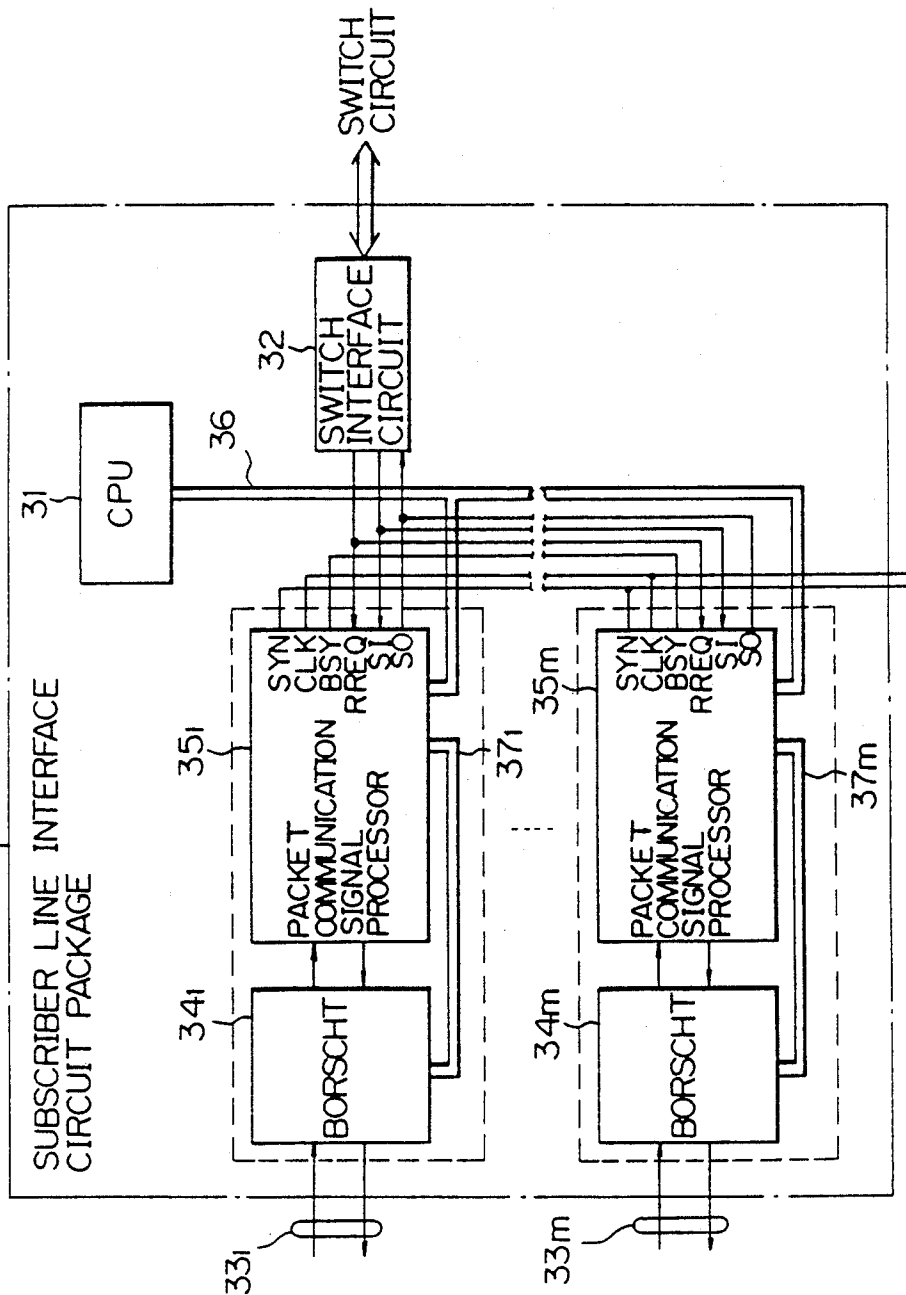 SUBSCRIBER LINE INTERFACE
CIRCUIT PACKAGE
31
CPU
36
32
SWITCH
INTERFACE
CIRCUIT
SWITCH
CIRCUIT
331
341
BORSCHT
351
PACKET
COMMUNICATION
SIGNAL
PROCESSOR
SYN
CLK
BSY
RREQ
SI
SO
371
33m
34m
BORSCHT
35m
PACKET
COMMUNICATION
SIGNAL
PROCESSOR
SYN
CLK
BSY
RREQ
SI
SO
37m